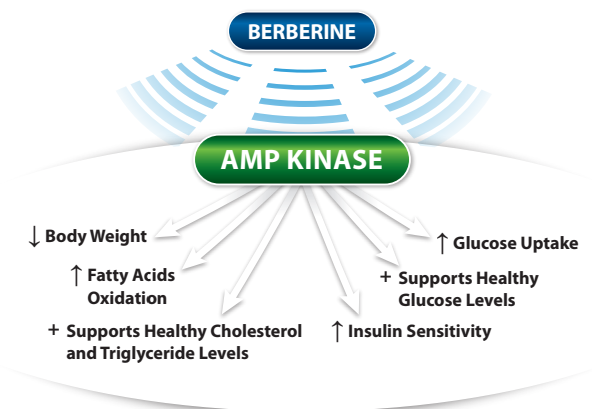 BERBERINE
AMP KINASE
↓ Body Weight
↑ Fatty Acids
Oxidation
+ Supports Healthy Cholesterol
and Triglyceride Levels
↑ Glucose Uptake
+ Supports Healthy
Glucose Levels
↑ Insulin Sensitivity